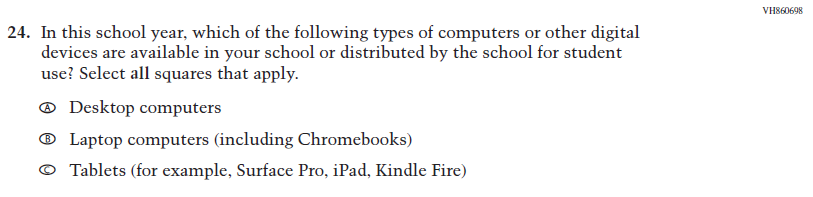 VH860698
24. In this school year, which of the following types of computers or other digital
devices are available in your school or distributed by the school for student
use? Select all squares that apply.
A Desktop computers
B Laptop computers (including Chromebooks)
C Tablets (for example, Surface Pro, iPad, Kindle Fire)